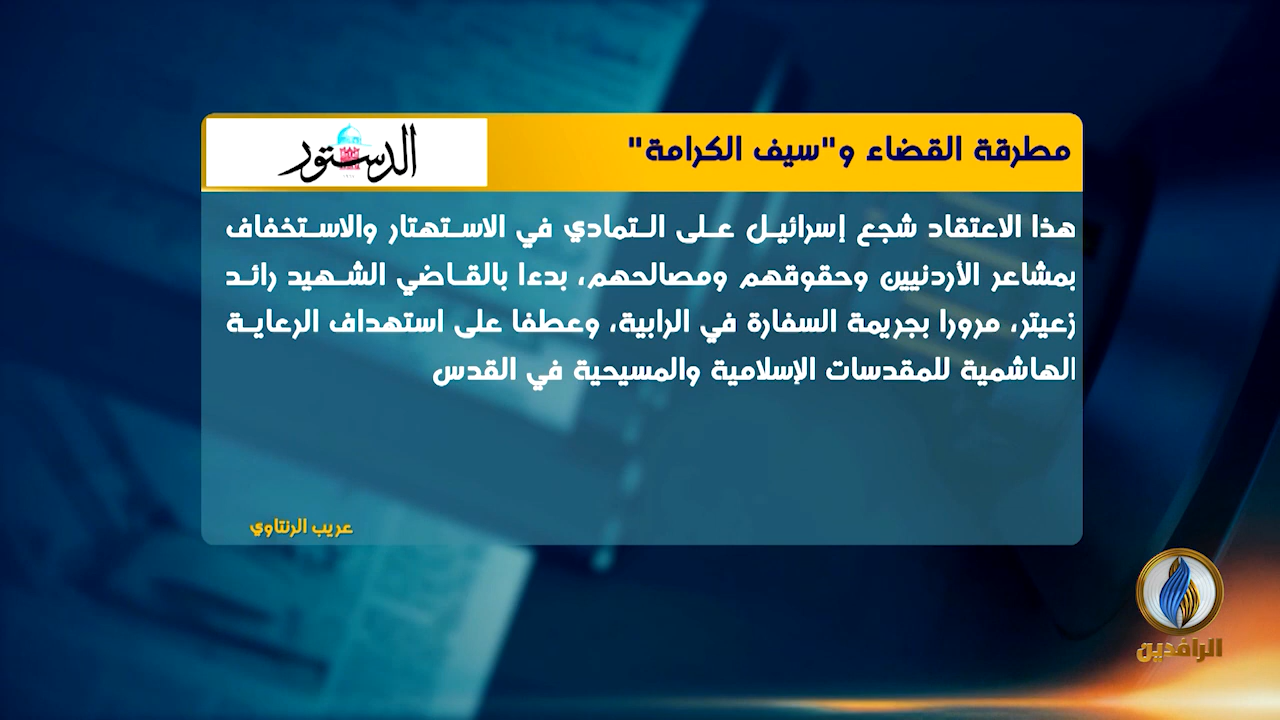 مطرقة القضاء و"سيف الكرامة"
الدستور
هذا الاعتقاد شجع إسرائيل على التمادي في الاستهتار والاستخفاف
بمشاعر الأردنيين وحقوقهم ومصالحهم، بدءا بالقاضي الشهيد رائد
زعيتر، مرورا بجريمة السفارة في الرابية، وعطفا على استهداف الرعاية
الهاشمية للمقدسات الإسلامية والمسيحية في القدس
عريب الرنتاوي
الرافدين